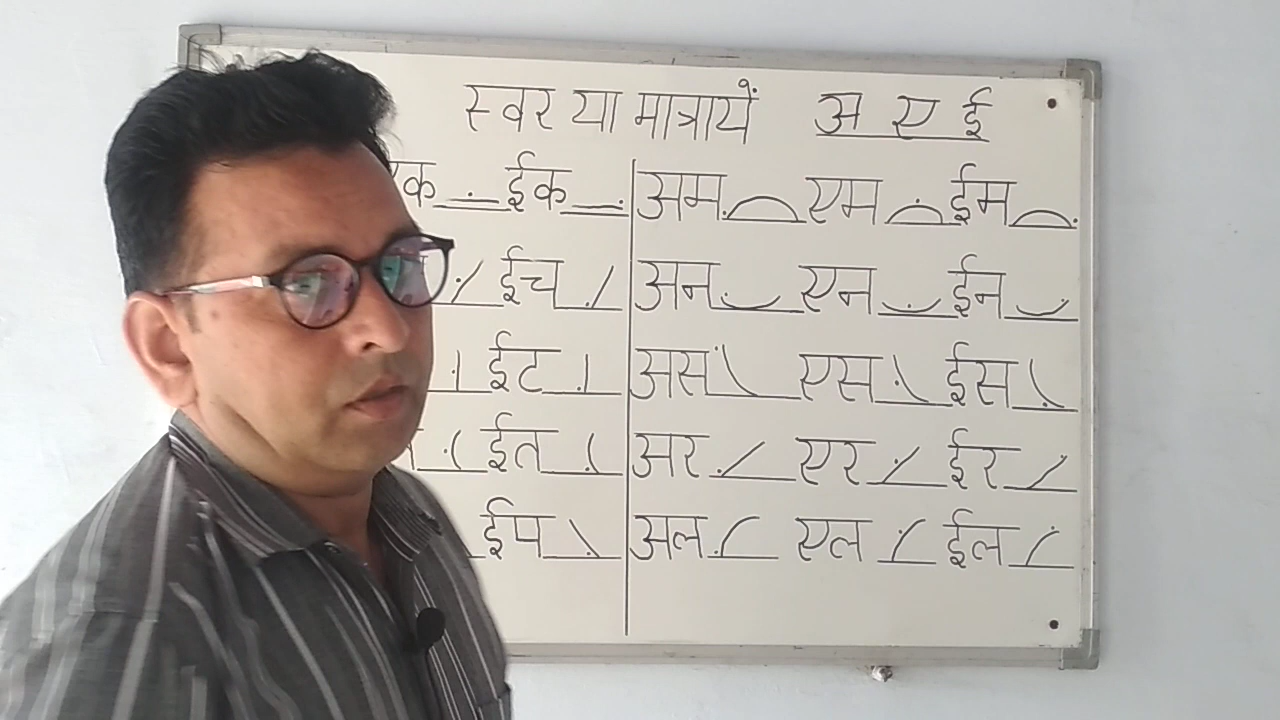 स्वर या मात्रायें अ ए ई
ईक अम एम ईम
ईच अन एन ईन
ईट अस एस ईस
ईत अर एर ईर
ईप अल एल ईल